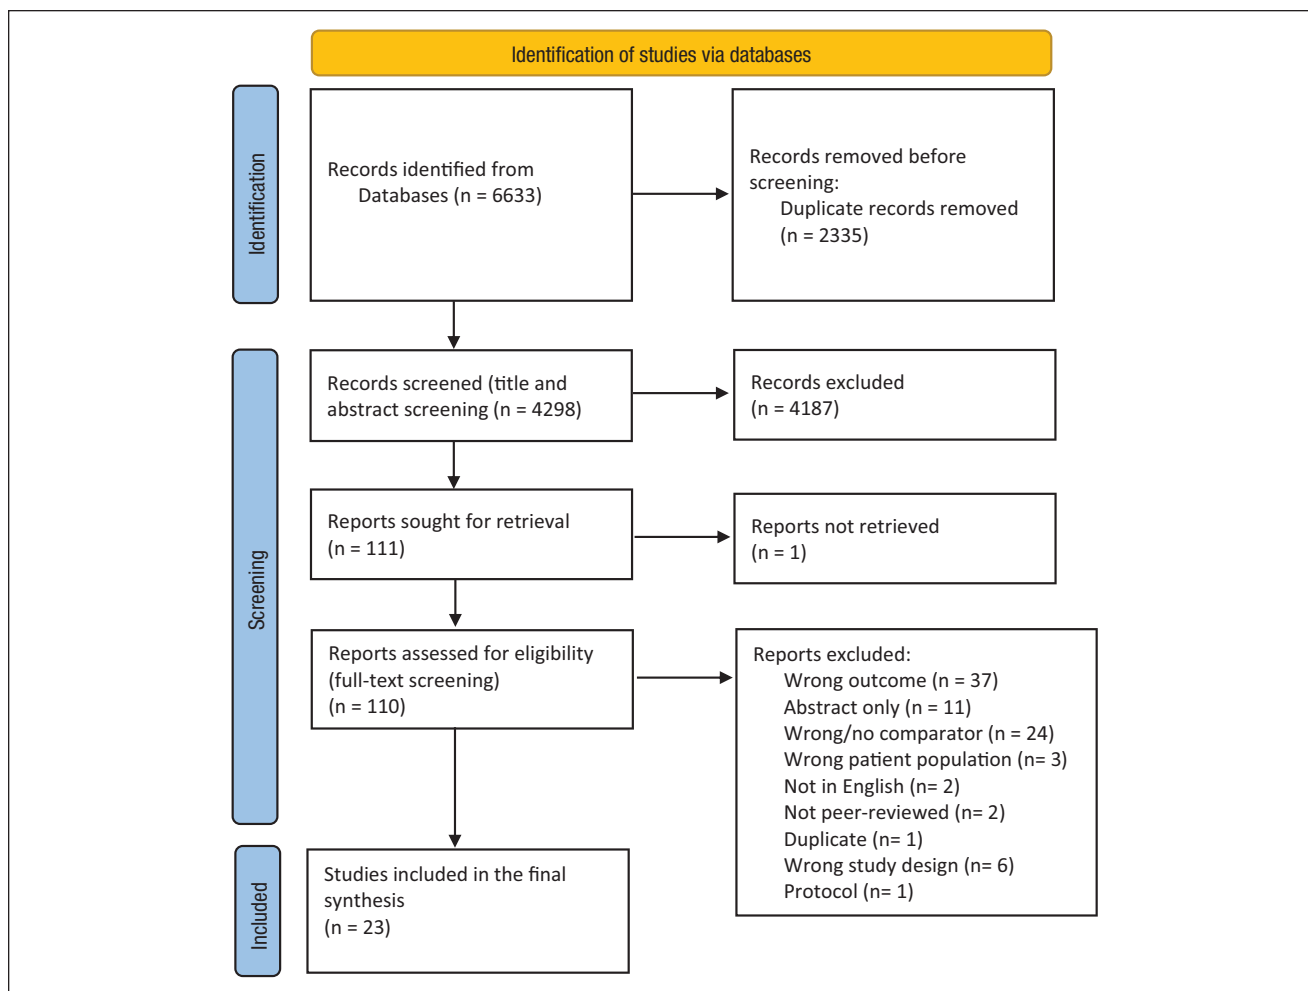 Identification of studies via databases
Identification
Records identified from
Databases (n = 6633)
Records removed before
screening:
Duplicate records removed
(n = 2335)
Screening
Records screened (title and
abstract screening (n = 4298)
Records excluded
(n = 4187)
Reports sought for retrieval
(n = 111)
Reports not retrieved
(n = 1)
Reports assessed for eligibility
(full-text screening)
(n = 110)
Reports excluded:
Wrong outcome (n = 37)
Abstract only (n = 11)
Wrong/no comparator (n = 24)
Wrong patient population (n= 3)
Not in English (n= 2)
Not peer-reviewed (n= 2)
Duplicate (n= 1)
Wrong study design (n= 6)
Protocol (n= 1)
Included
Studies included in the final
synthesis
(n = 23)